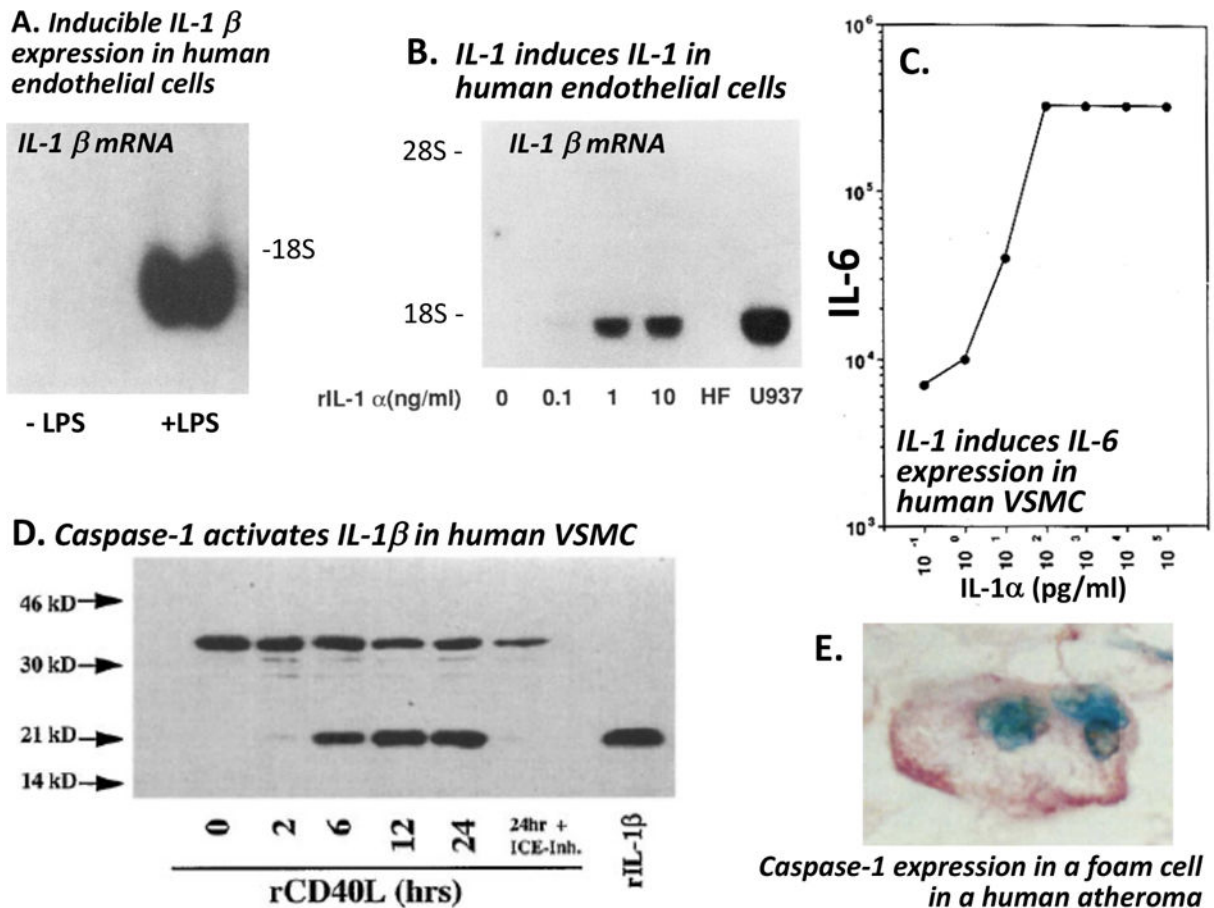 A. Inducible IL-1 β
expression in human
endothelial cells
IL-1 β mRNA
-18S
- LPS
+LPS
B. IL-1 induces IL-1 in
human endothelial cells
28S -
IL-1 β mRNA
18S -
rIL-1 α(ng/ml) 0 0.1 1 10 HF U937
C.
10⁶
10⁵
10⁴
10³
IL-6
IL-1 induces IL-6
expression in
human VSMC
10⁻¹ 10⁰ 10¹ 10² 10³ 10⁴ 10⁵
IL-1α (pg/ml)
D. Caspase-1 activates IL-1β in human VSMC
46 kD
30 kD
21 kD
14 kD
0 2 6 12 24 24hr +
ICE-Inh.
rIL-1β
rCD40L (hrs)
E.
Caspase-1 expression in a foam cell
in a human atheroma